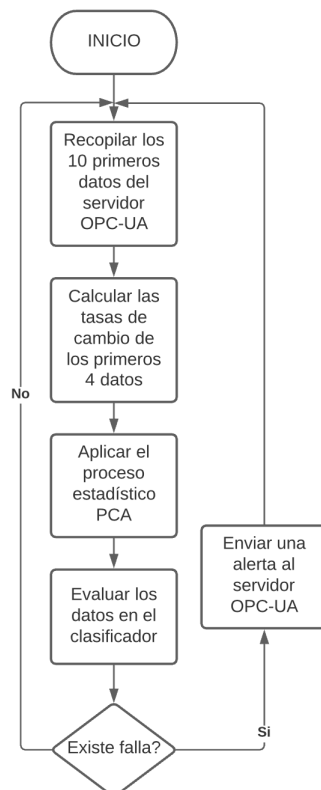 INICIO
Recopilar los
10 primeros
datos del
servidor
OPC-UA
Calcular las
tasas de
cambio de
los primeros
4 datos
No
Aplicar el
proceso
estadístico
PCA
Enviar una
alerta al
servidor
OPC-UA
Evaluar los
datos en el
clasificador
Si
Existe falla?